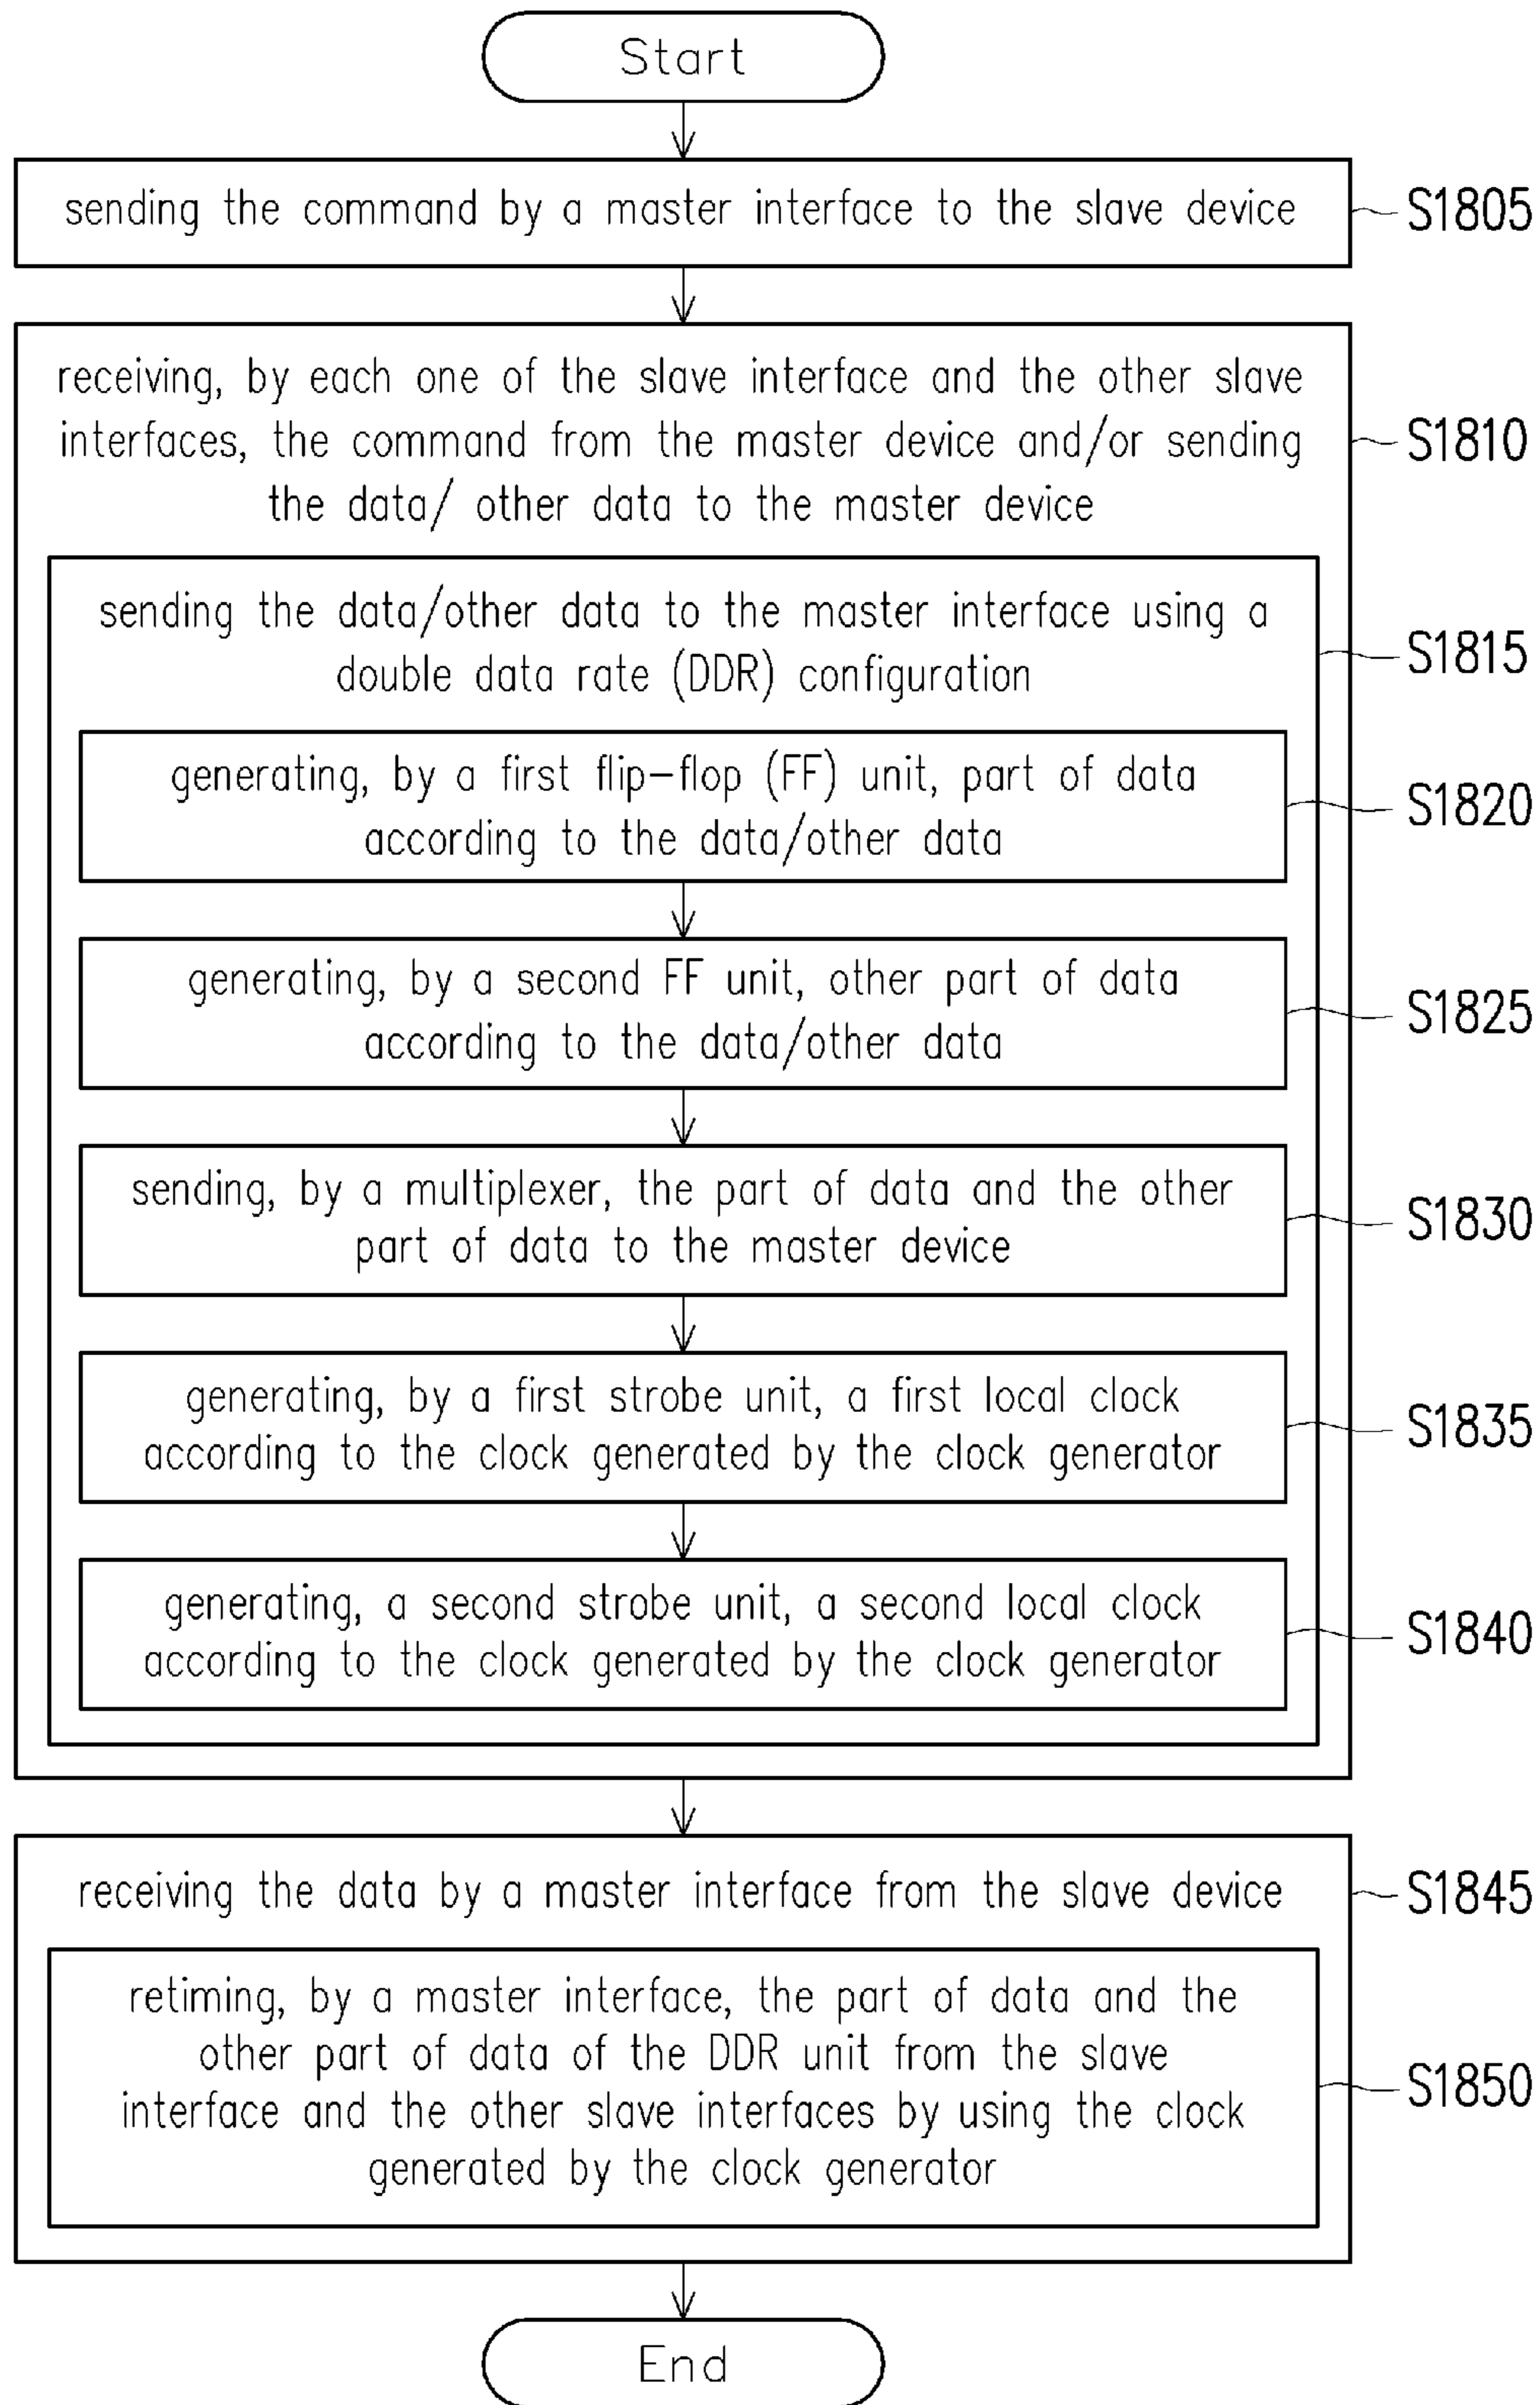 Start
sending the command by a master interface to the slave device
S1805
receiving, by each one of the slave interface and the other slave
interfaces, the command from the master device and/or sending
the data/ other data to the master device
S1810
sending the data/other data to the master interface using a
double data rate (DDR) configuration
S1815
generating, by a first flip-flop (FF) unit, part of data
according to the data/other data
S1820
generating, by a second FF unit, other part of data
according to the data/other data
S1825
sending, by a multiplexer, the part of data and the other
part of data to the master device
S1830
generating, by a first strobe unit, a first local clock
according to the clock generated by the clock generator
S1835
generating, a second strobe unit, a second local clock
according to the clock generated by the clock generator
S1840
receiving the data by a master interface from the slave device
S1845
retiming, by a master interface, the part of data and the
other part of data of the DDR unit from the slave
interface and the other slave interfaces by using the clock
generated by the clock generator
S1850
End